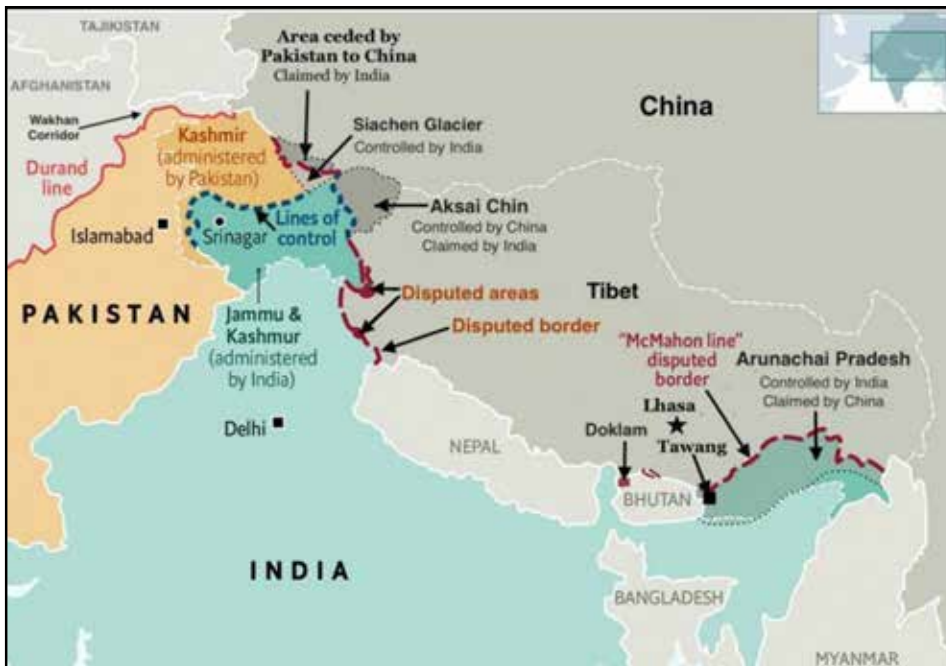 TAJIKISTAN
AFGHANISTAN
Wakhan
Corridor
Durand
line
Area ceded by
Pakistan to China
Claimed by India
Siachen Glacier
Controlled by India
China
Kashmir
(administered
by Pakistan)
Islamabad
Srinagar
Lines of
control
Aksai Chin
Controlled by China
Claimed by India
PAKISTAN
Jammu &
Kashmur
(administered
by India)
Disputed areas
Disputed border
Tibet
"McMahon line"
disputed
border
Arunachai Pradesh
Controlled by India
Claimed by China
Delhi
NEPAL
Lhasa
Doklam
Tawang
BHUTAN
INDIA
BANGLADESH
MYANMAR